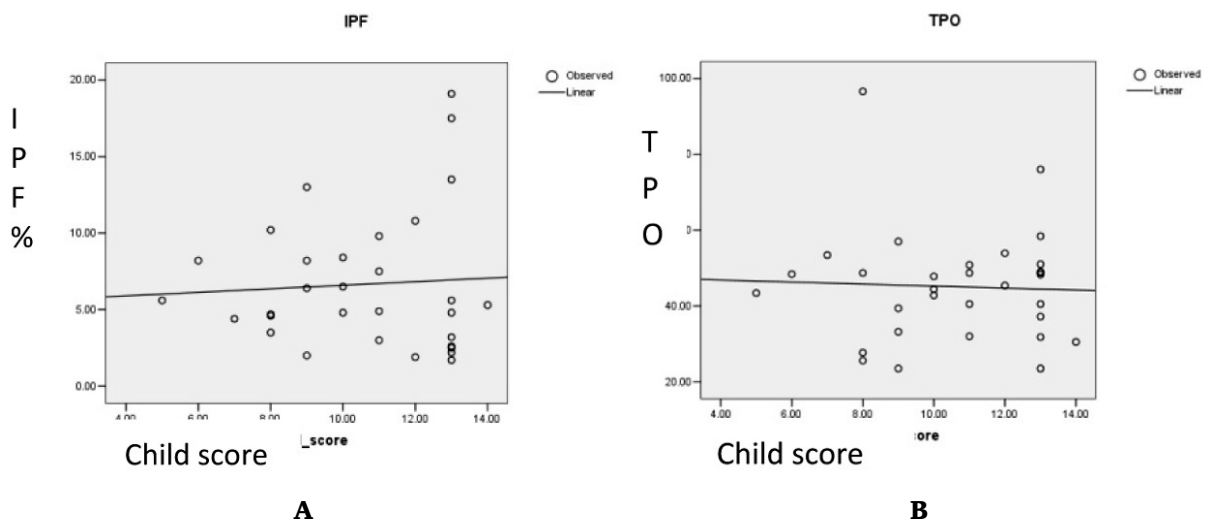 IPF
I
P
F
%
20.00
15.00
10.00
5.00
0.00
4.00 6.00 8.00 10.00 12.00 14.00
Observed
Linear
_score
Child score
A
TPO
T
P
O
100.00
0
0
40.00
20.00
4.00 6.00 8.00 10.00 12.00 14.00
Observed
Linear
ore
Child score
B